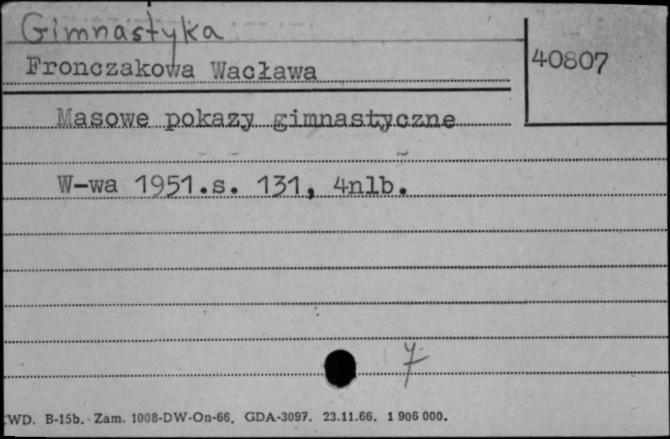 Gimnastyka
40807
Fronczakowa Wacława
Masowe pokazy gimnastyczne
W-wa 1951.s. 131, 4nlb.
7
WD. B-15b. Zam. 1008-DW-On-66. GDA-3097. 23.11.66. 1 906 000.